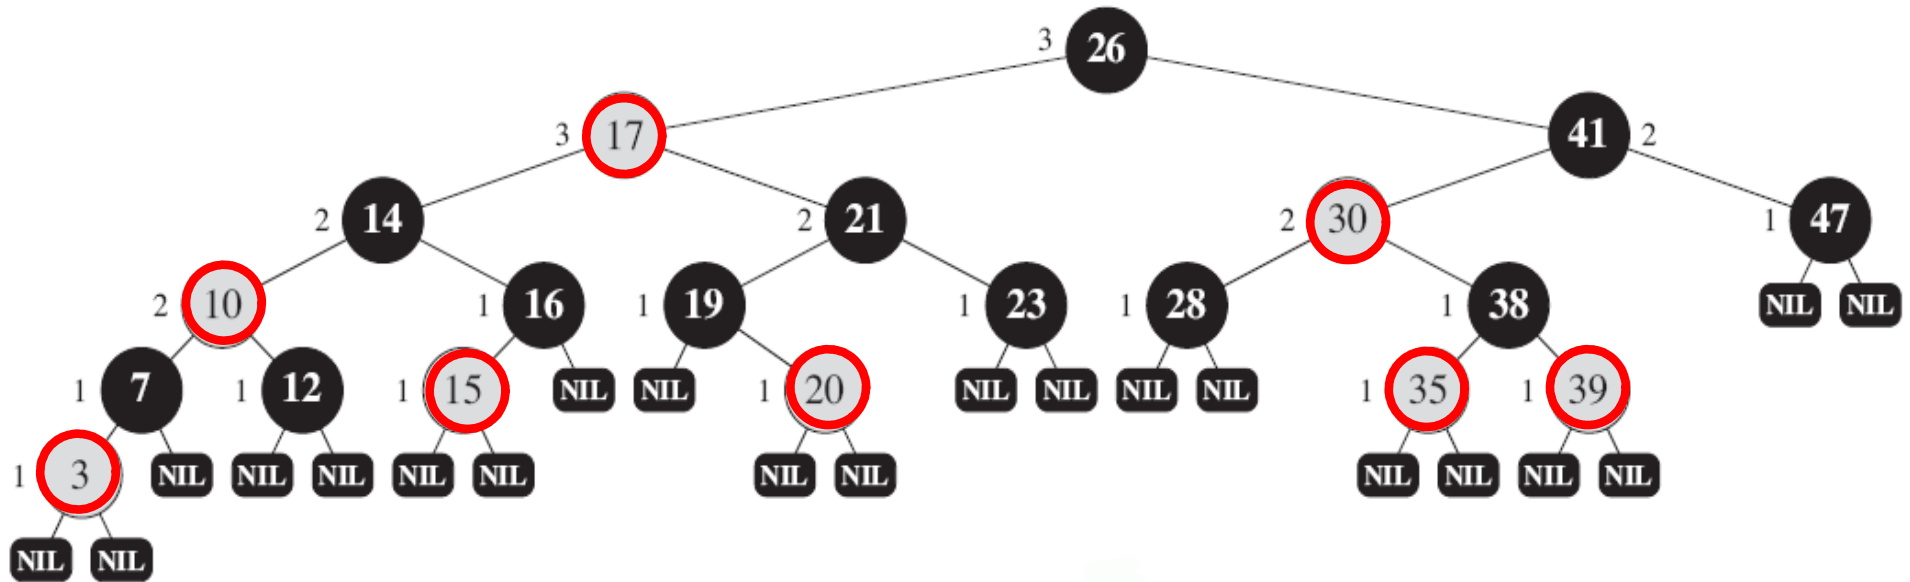 3 26
3 17 41 2
2 14 2 21 2 30 1 47
2 10 1 16 1 19 1 23 1 28 1 38 NIL NIL
1 7 1 12 1 15 NIL NIL 1 20 NIL NIL NIL NIL 1 35 1 39
1 3 NIL NIL NIL NIL NIL NIL NIL NIL NIL NIL NIL
NIL NIL